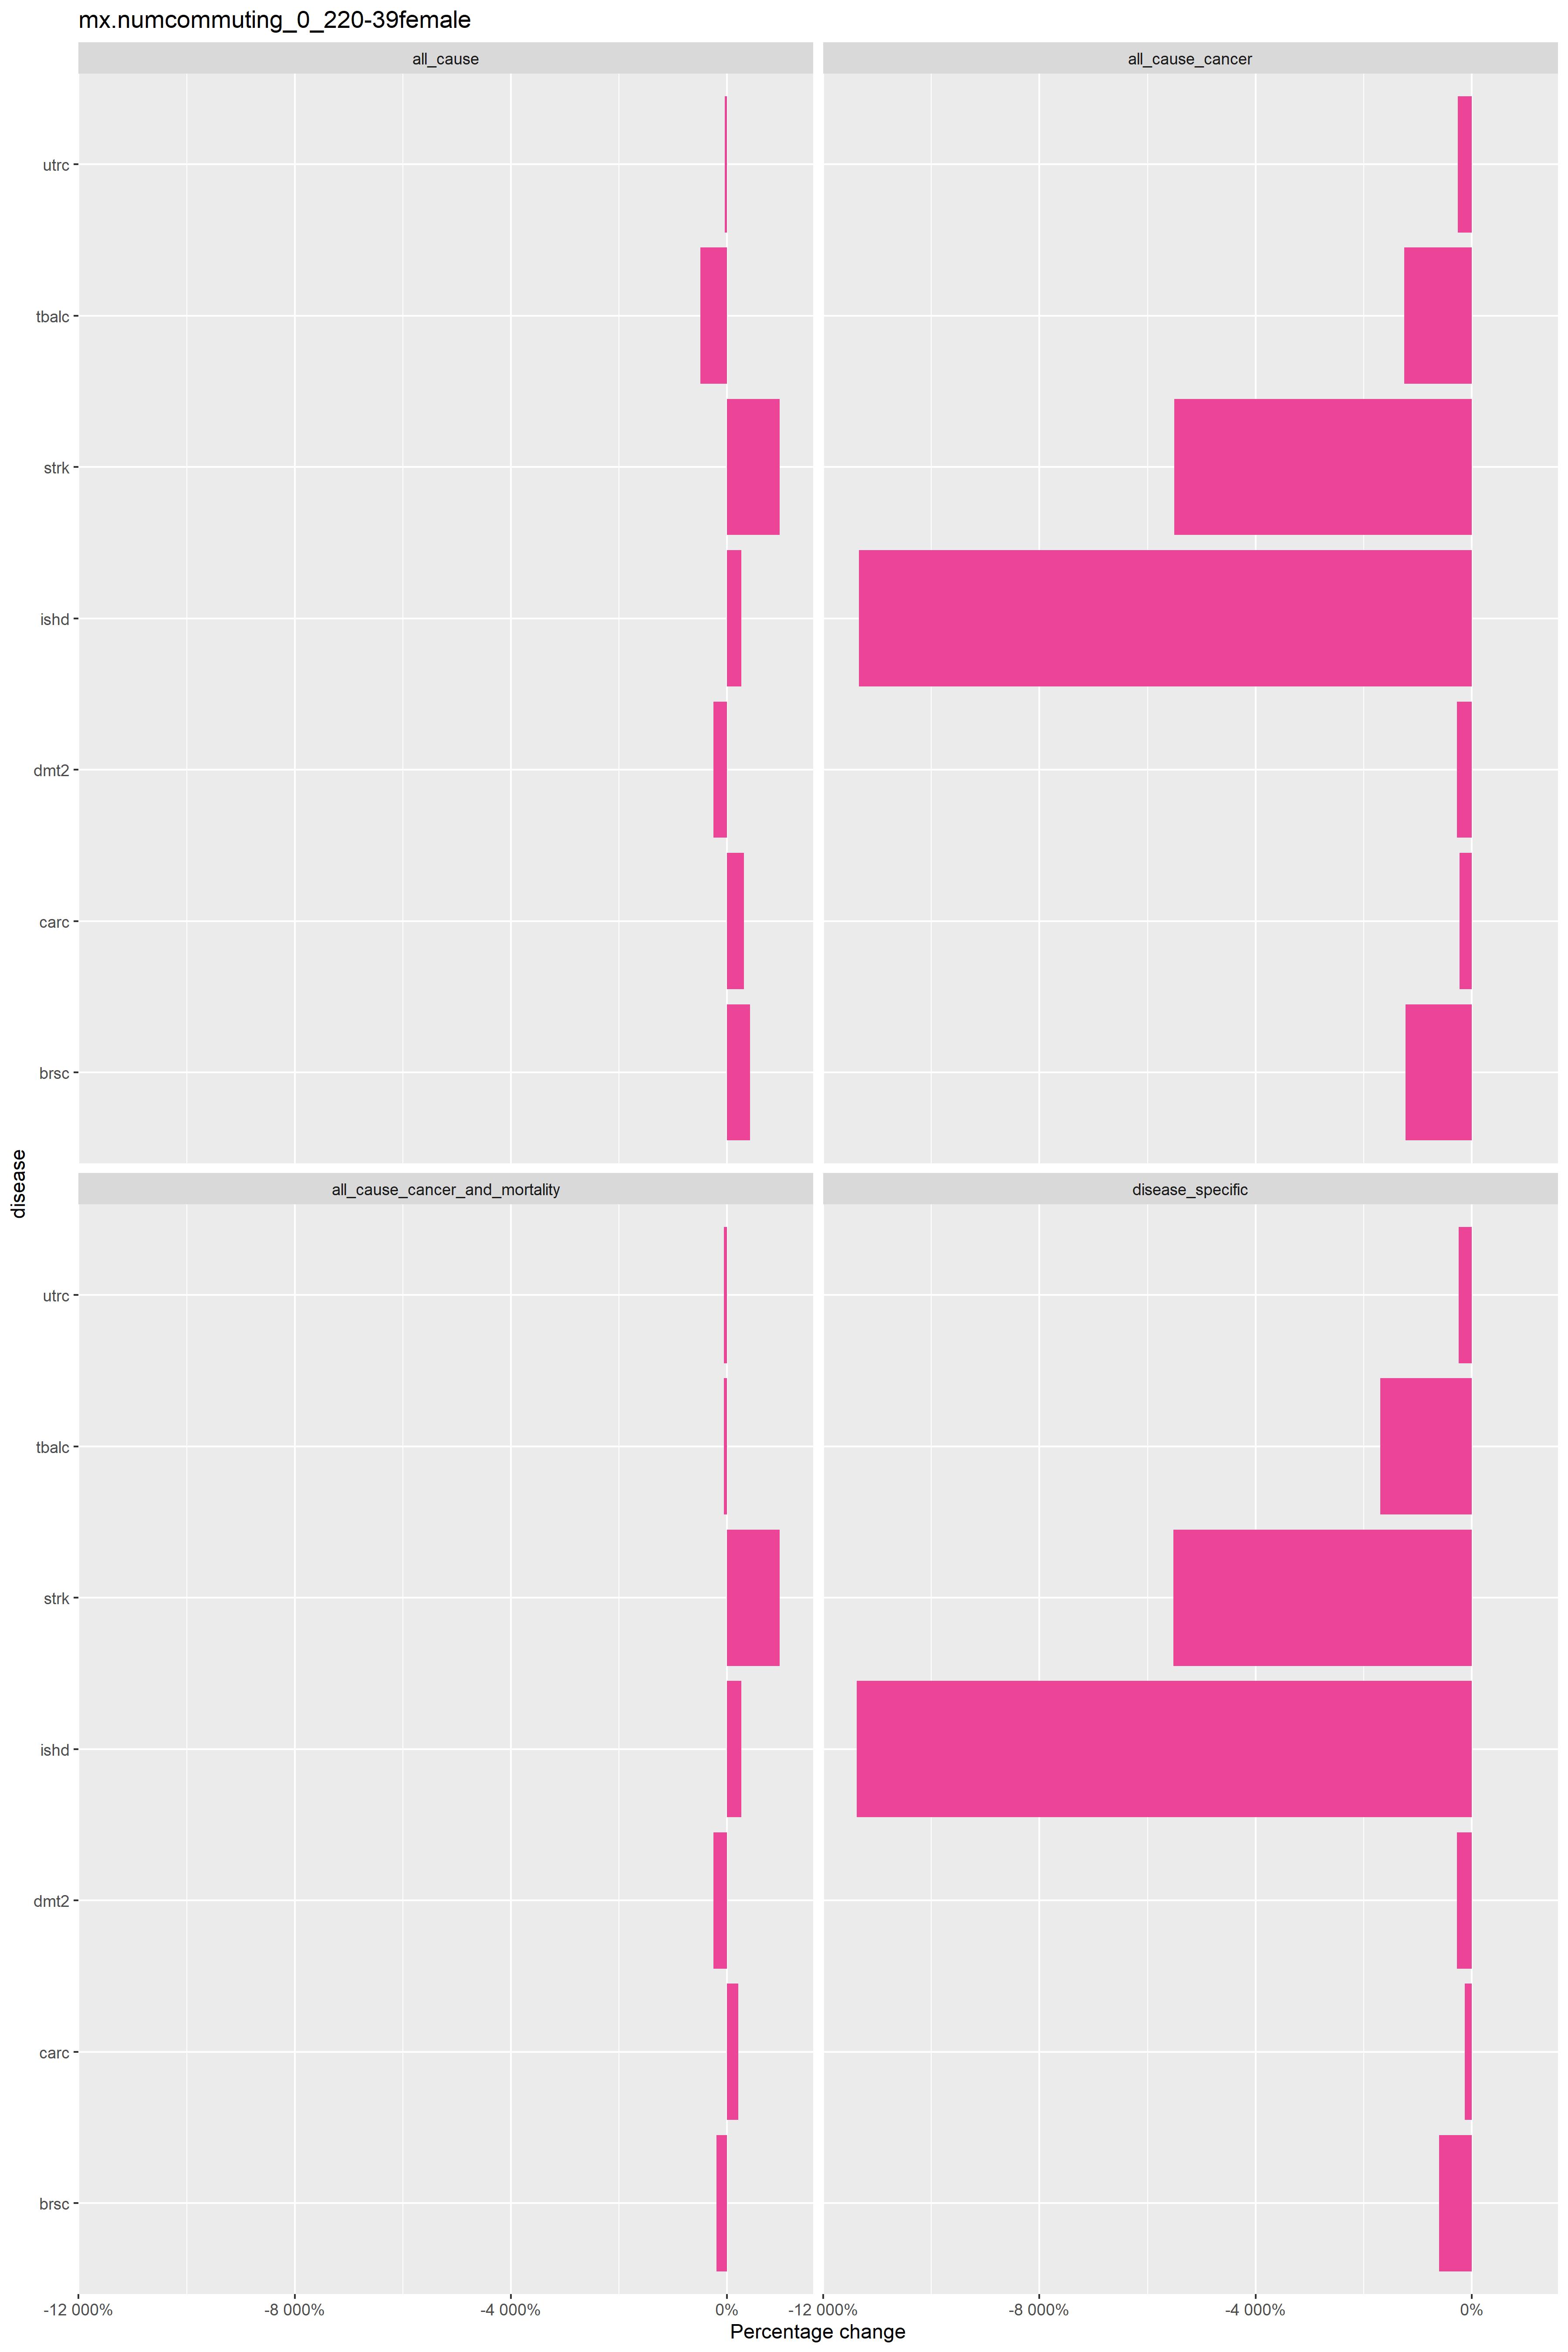 mx.numcommuting_0_220-39female
all_cause
all_cause_cancer
utrc
tbalc
strk
ishd
dmt2
carc
brsc
disease
all_cause_cancer_and_mortality
disease_specific
utrc
tbalc
strk
ishd
dmt2
carc
brsc
-12 000%
-8 000%
-4 000%
0%
-12 000%
-8 000%
-4 000%
0%
Percentage change